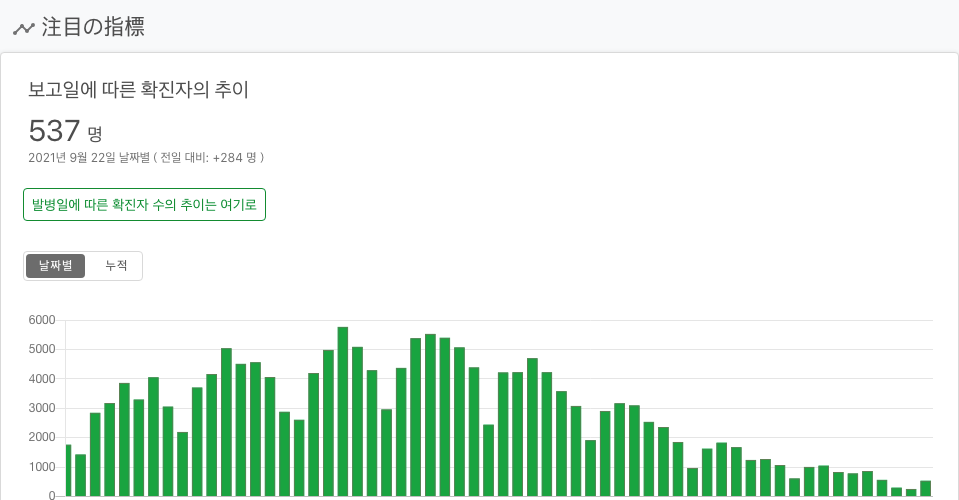 注目の指標
보고일에 따른 확진자의 추이
537 명
2021년 9월 22일 날짜별 ( 전일 대비: +284 명 )
발병일에 따른 확진자 수의 추이는 여기로
날짜별 누적
6000
5000
4000
3000
2000
1000
0